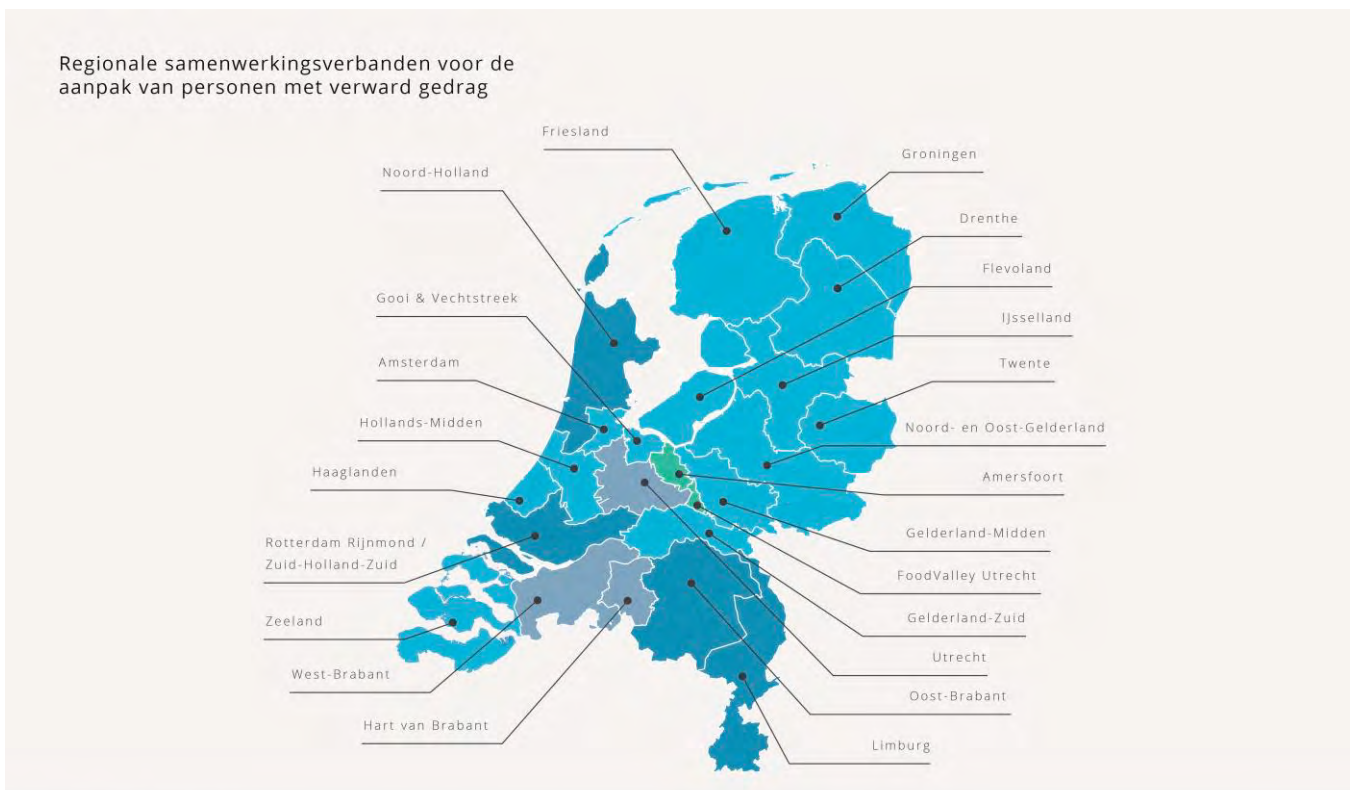 Regionale samenwerkingsverbanden voor de
aanpak van personen met verward gedrag
Friesland
Groningen
Noord-Holland
Drenthe
Flevoland
Gooi & Vechtstreek
IJsselland
Amsterdam
Twente
Hollands-Midden
Noord- en Oost-Gelderland
Haaglanden
Amersfoort
Gelderland-Midden
Rotterdam Rijnmond /
Zuid-Holland-Zuid
FoodValley Utrecht
Zeeland
Gelderland-Zuid
Utrecht
West-Brabant
Oost-Brabant
Hart van Brabant
Limburg